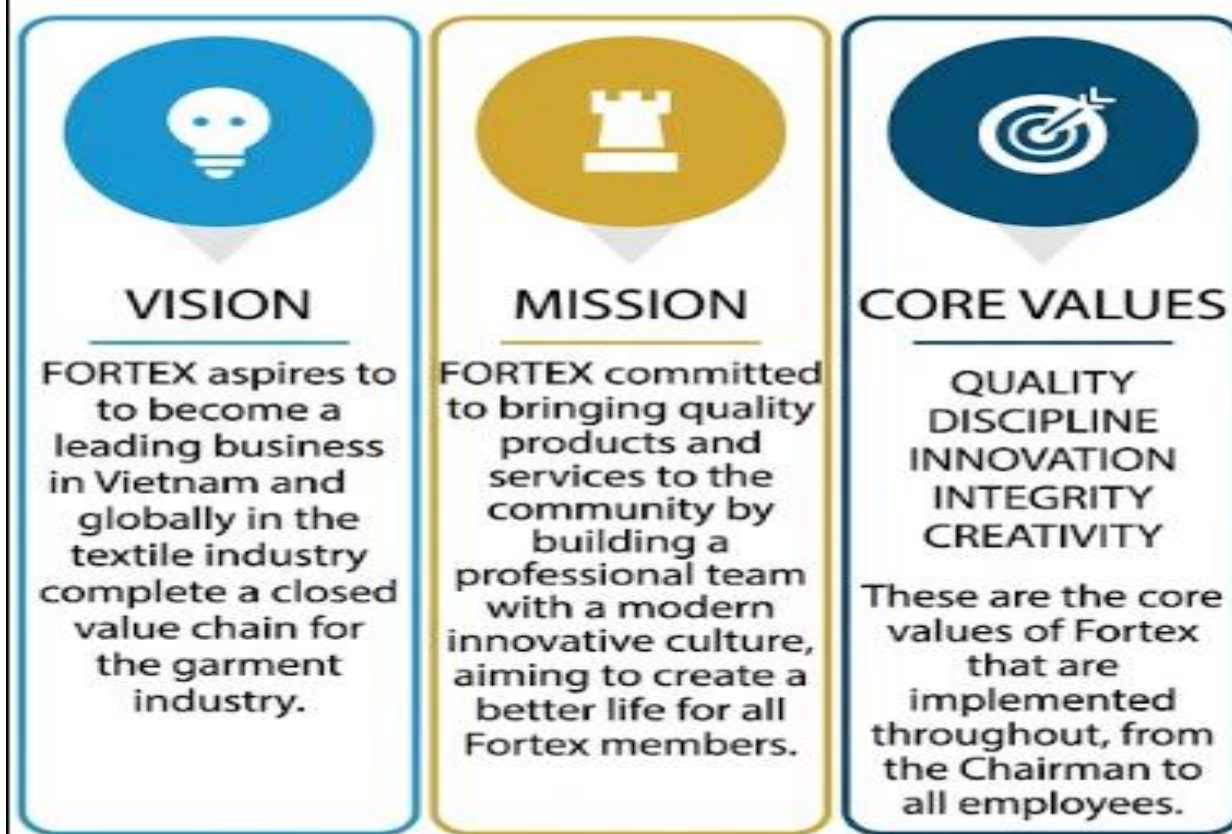 VISION
FORTEX aspires to
to become a
leading business
in Vietnam and
globally in the
textile industry
complete a closed
value chain for
the garment
industry.
MISSION
FORTEX committed
to bringing quality
products and
services to the
community by
building a
professional team
with a modern
innovative culture,
aiming to create a
better life for all
Fortex members.
CORE VALUES
QUALITY
DISCIPLINE
INNOVATION
INTEGRITY
CREATIVITY
These are the core
values of Fortex
that are
implemented
throughout, from
the Chairman to
all employees.